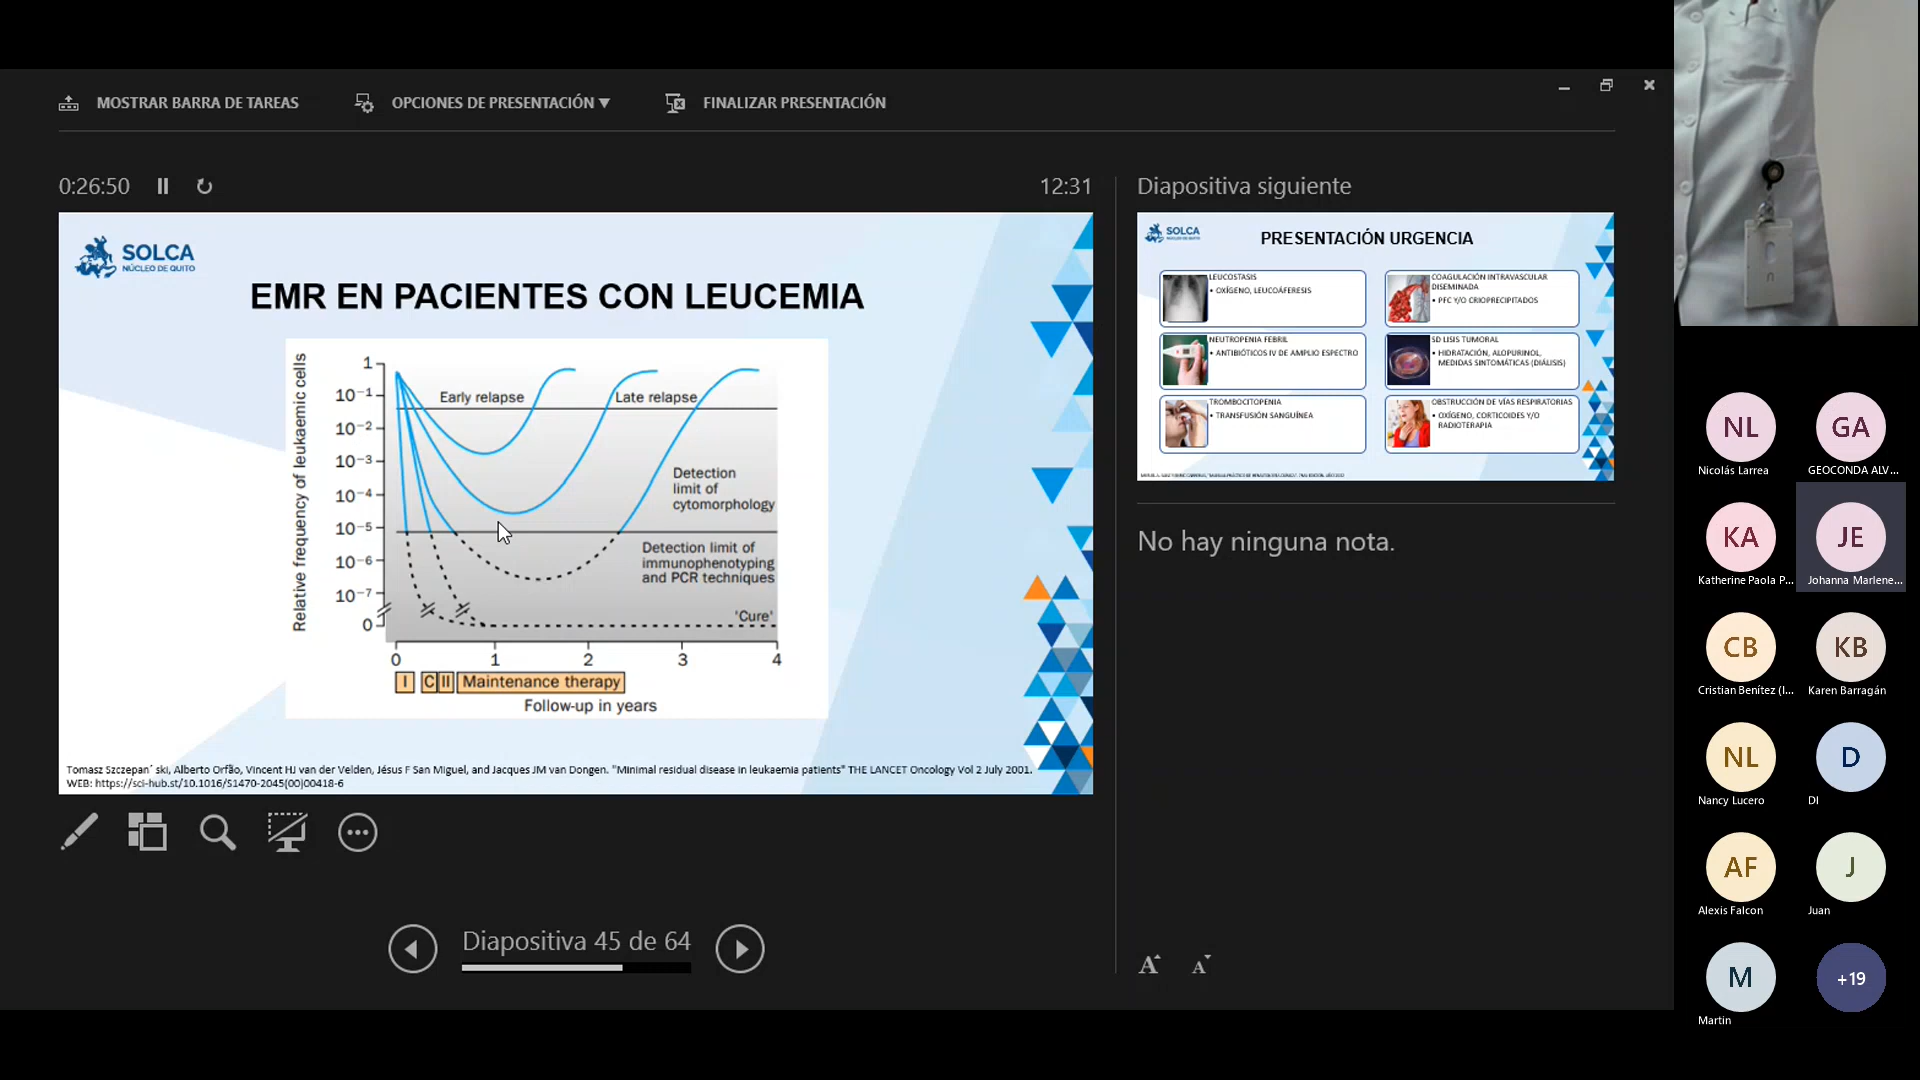 MOSTRAR BARRA DE TAREAS
OPCIONES DE PRESENTACIÓN ▼
FINALIZAR PRESENTACIÓN
0:26:50
12:31
SOLCA
NÚCLEO DE QUITO
EMR EN PACIENTES CON LEUCEMIA
Relative frequency of leukaemic cells
1
10⁻¹
10⁻²
10⁻³
10⁻⁴
10⁻⁵
10⁻⁶
10⁻⁷
0
Early relapse
Late relapse
Detection
limit of
cytomorphology
Detection limit of
immunophenotyping
and PCR techniques
'Cure'
0 1 2 3 4
I C II Maintenance therapy
Follow-up in years
Tomasz Szczepan´ ski, Alberto Orfão, Vincent HJ van der Velden, Jésus F San Miguel, and Jacques JM van Dongen. "Minimal residual disease in leukaemia patients" THE LANCET Oncology Vol 2 July 2001.
WEB: https://sci-hub.st/10.1016/S1470-2045(00)00418-6
Diapositiva 45 de 64
Diapositiva siguiente
SOLCA
NÚCLEO DE QUITO
PRESENTACIÓN URGENCIA
LEUCOSTASIS
• OXÍGENO, LEUCOAFÉRESIS
COAGULACIÓN INTRAVASCULAR
DISEMINADA
• PFC Y/O CRIOPRECIPITADOS
NEUTROPENIA FEBRIL
• ANTIBIÓTICOS IV DE AMPLIO ESPECTRO
SD LISIS TUMORAL
• HIDRATACIÓN, ALOPURINOL,
MEDIDAS SINTOMÁTICAS (DIÁLISIS)
TROMBOCITOPENIA
• TRANSFUSIÓN SANGUÍNEA
OBSTRUCCIÓN DE VÍAS RESPIRATORIAS
• OXÍGENO, CORTICOIDES Y/O
RADIOTERAPIA
No hay ninguna nota.
A A
NL
Nicolás Larrea
GA
GEOCONDA ALV...
KA
Katherine Paola P...
JE
Johanna Marlene...
CB
Cristian Benítez (I...
KB
Karen Barragán
NL
Nancy Lucero
D
DI
AF
Alexis Falcon
J
Juan
M
Martin
+19